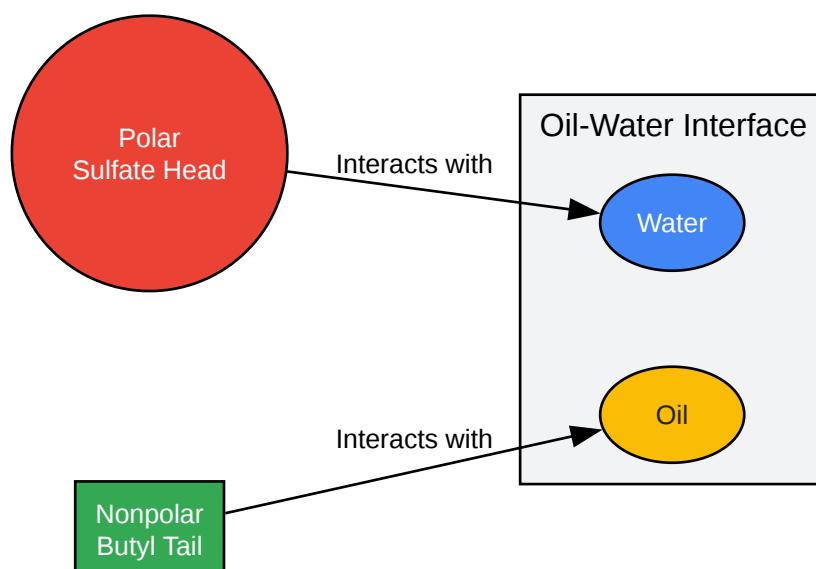 Polar
Sulfate Head
Interacts with
Oil-Water Interface
Water
Interacts with
Oil
Nonpolar
Butyl Tail